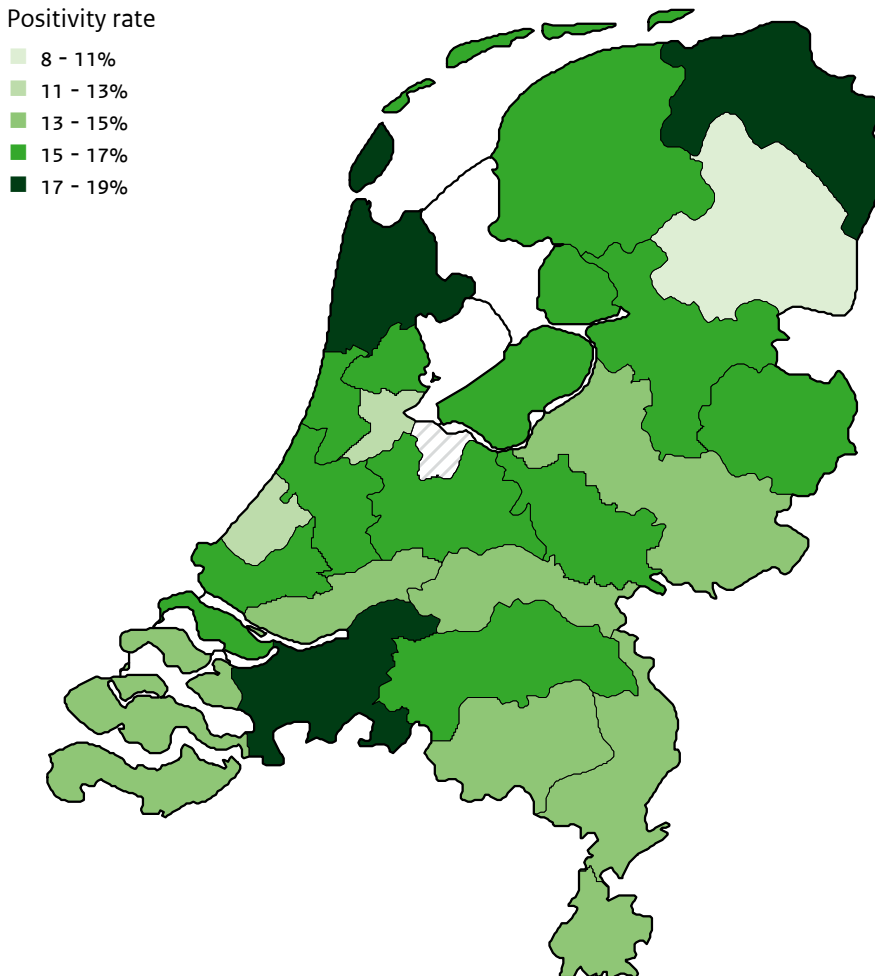 Positivity rate
8 - 11%
11 - 13%
13 - 15%
15 - 17%
17 - 19%